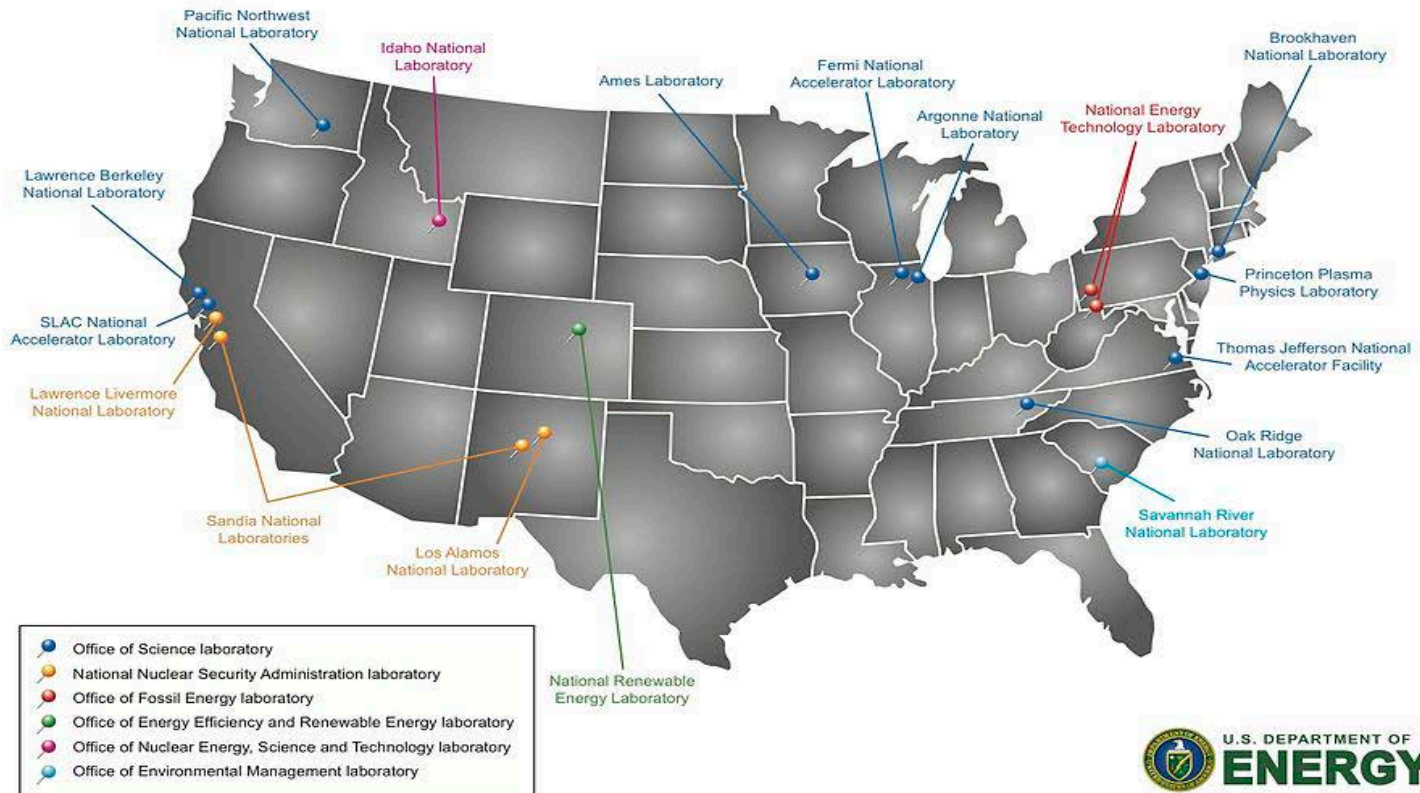 Pacific Northwest
National Laboratory
Idaho National
Laboratory
Ames Laboratory
Fermi National
Accelerator Laboratory
Argonne National
Laboratory
Brookhaven
National Laboratory
National Energy
Technology Laboratory
Lawrence Berkeley
National Laboratory
SLAC National
Accelerator Laboratory
Lawrence Livermore
National Laboratory
Princeton Plasma
Physics Laboratory
Thomas Jefferson National
Accelerator Facility
Oak Ridge
National Laboratory
Savannah River
National Laboratory
Sandia National
Laboratories
Los Alamos
National Laboratory
National Renewable
Energy Laboratory
Office of Science laboratory
National Nuclear Security Administration laboratory
Office of Fossil Energy laboratory
Office of Energy Efficiency and Renewable Energy laboratory
Office of Nuclear Energy, Science and Technology laboratory
Office of Environmental Management laboratory
U.S. DEPARTMENT OF
ENERGY